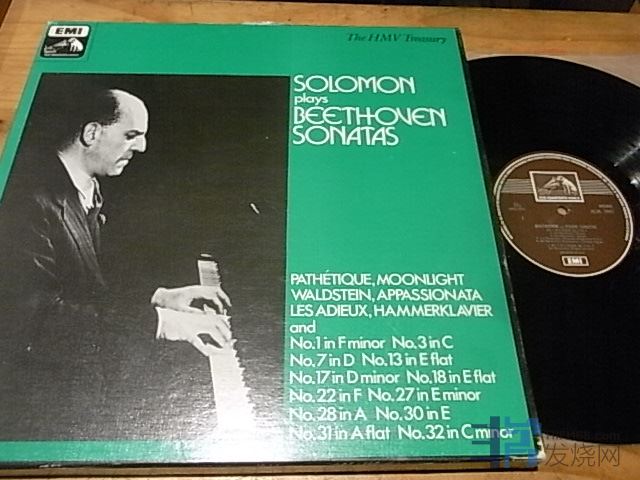 EMI
The HMV Treasury
SOLOMON
plays
BEETHOVEN
SONATAS
PATHÉTIQUE, MOONLIGHT
WALDSTEIN, APPASSIONATA
LES ADIEUX, HAMMERKLAVIER
and
No.1 in F minor No.3 in C
No.7 in D No.13 in E flat
No.17 in D minor No.18 in E flat
No.22 in F No.27 in E minor
No.28 in A No.30 in E
No.31 in A flat No.32 in C minor
EMI
发烧网